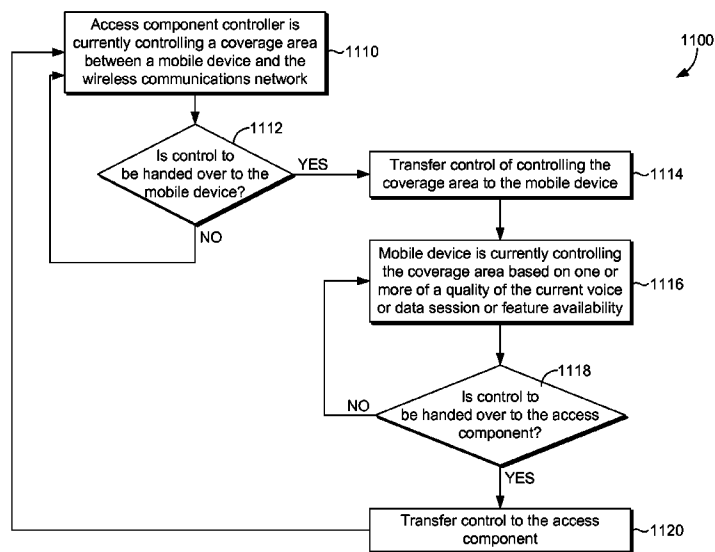 Access component controller is
currently controlling a coverage area
between a mobile device and the
wireless communications network
1110
1100
1112
Is control to
be handed over to the
mobile device?
YES
NO
Transfer control of controlling the
coverage area to the mobile device
1114
Mobile device is currently controlling
the coverage area based on one or
more of a quality of the current voice
or data session or feature availability
1116
1118
Is control to
be handed over to the access
component?
NO
YES
Transfer control to the access
component
1120